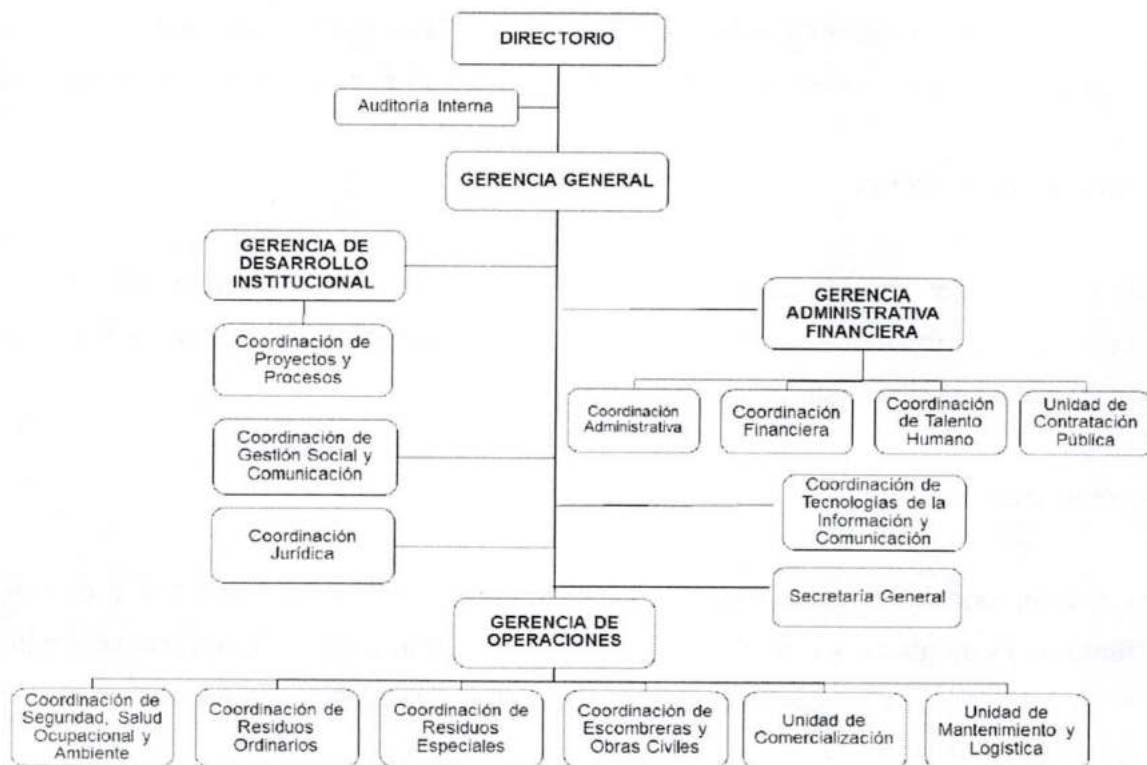 DIRECTORIO
Auditoría Interna
GERENCIA GENERAL
GERENCIA DE
DESARROLLO
INSTITUCIONAL
GERENCIA
ADMINISTRATIVA
FINANCIERA
Coordinación de
Proyectos y
Procesos
Coordinación
Administrativa
Coordinación
Financiera
Coordinación
de Talento
Humano
Unidad de
Contratación
Pública
Coordinación de
Gestión Social y
Comunicación
Coordinación de
Tecnologías de la
Información y
Comunicación
Coordinación
Jurídica
Secretaría General
GERENCIA DE
OPERACIONES
Coordinación de
Seguridad, Salud
Ocupacional y
Ambiente
Coordinación de
Residuos
Ordinarios
Coordinación de
Residuos
Especiales
Coordinación de
Escombreras y
Obras Civiles
Unidad de
Comercialización
Unidad de
Mantenimiento y
Logística